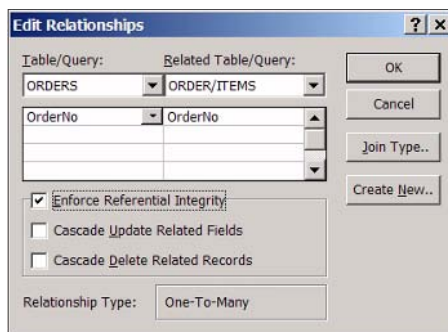 Edit Relationships
Table/Query: Related Table/Query:
ORDERS ORDER/ITEMS
OrderNo OrderNo
Enforce Referential Integrity
Cascade Update Related Fields
Cascade Delete Related Records
Relationship Type: One-To-Many
OK
Cancel
Join Type..
Create New..